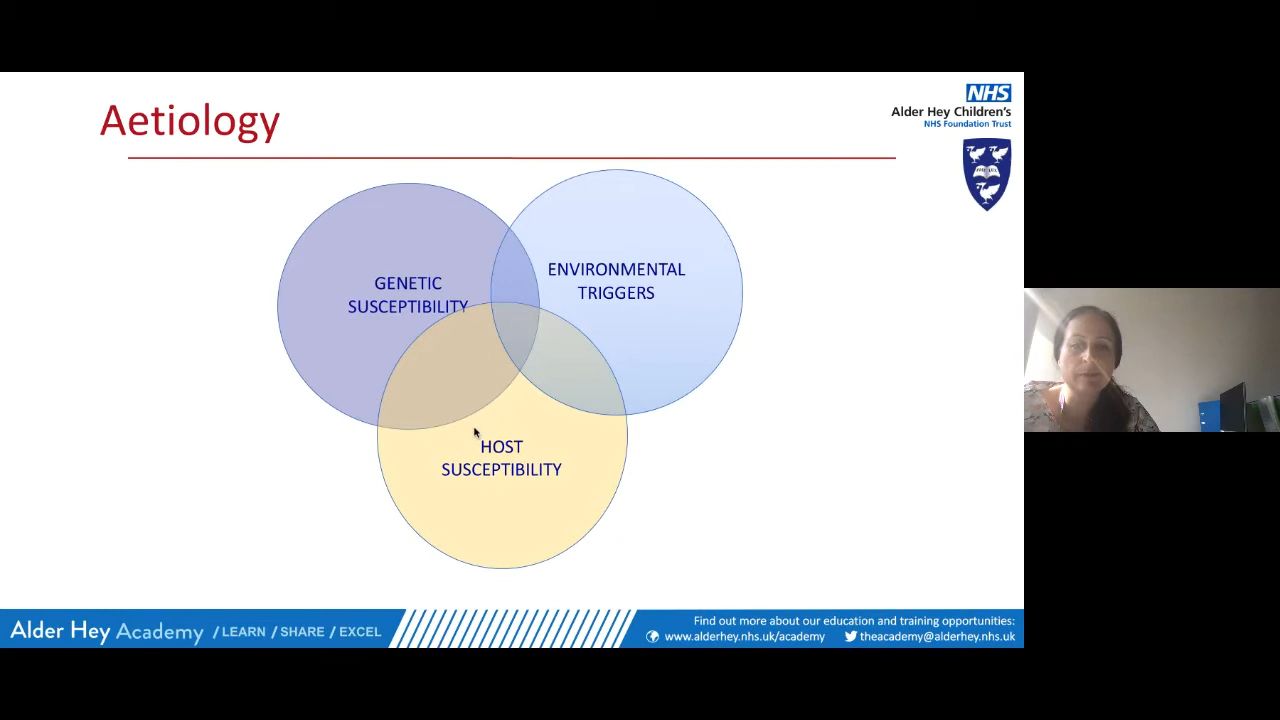 Aetiology
NHS
Alder Hey Children's
NHS Foundation Trust
GENETIC
SUSCEPTIBILITY
ENVIRONMENTAL
TRIGGERS
HOST
SUSCEPTIBILITY
Alder Hey Academy / LEARN / SHARE / EXCEL
Find out more about our education and training opportunities:
www.alderhey.nhs.uk/academy theacademy@alderhey.nhs.uk